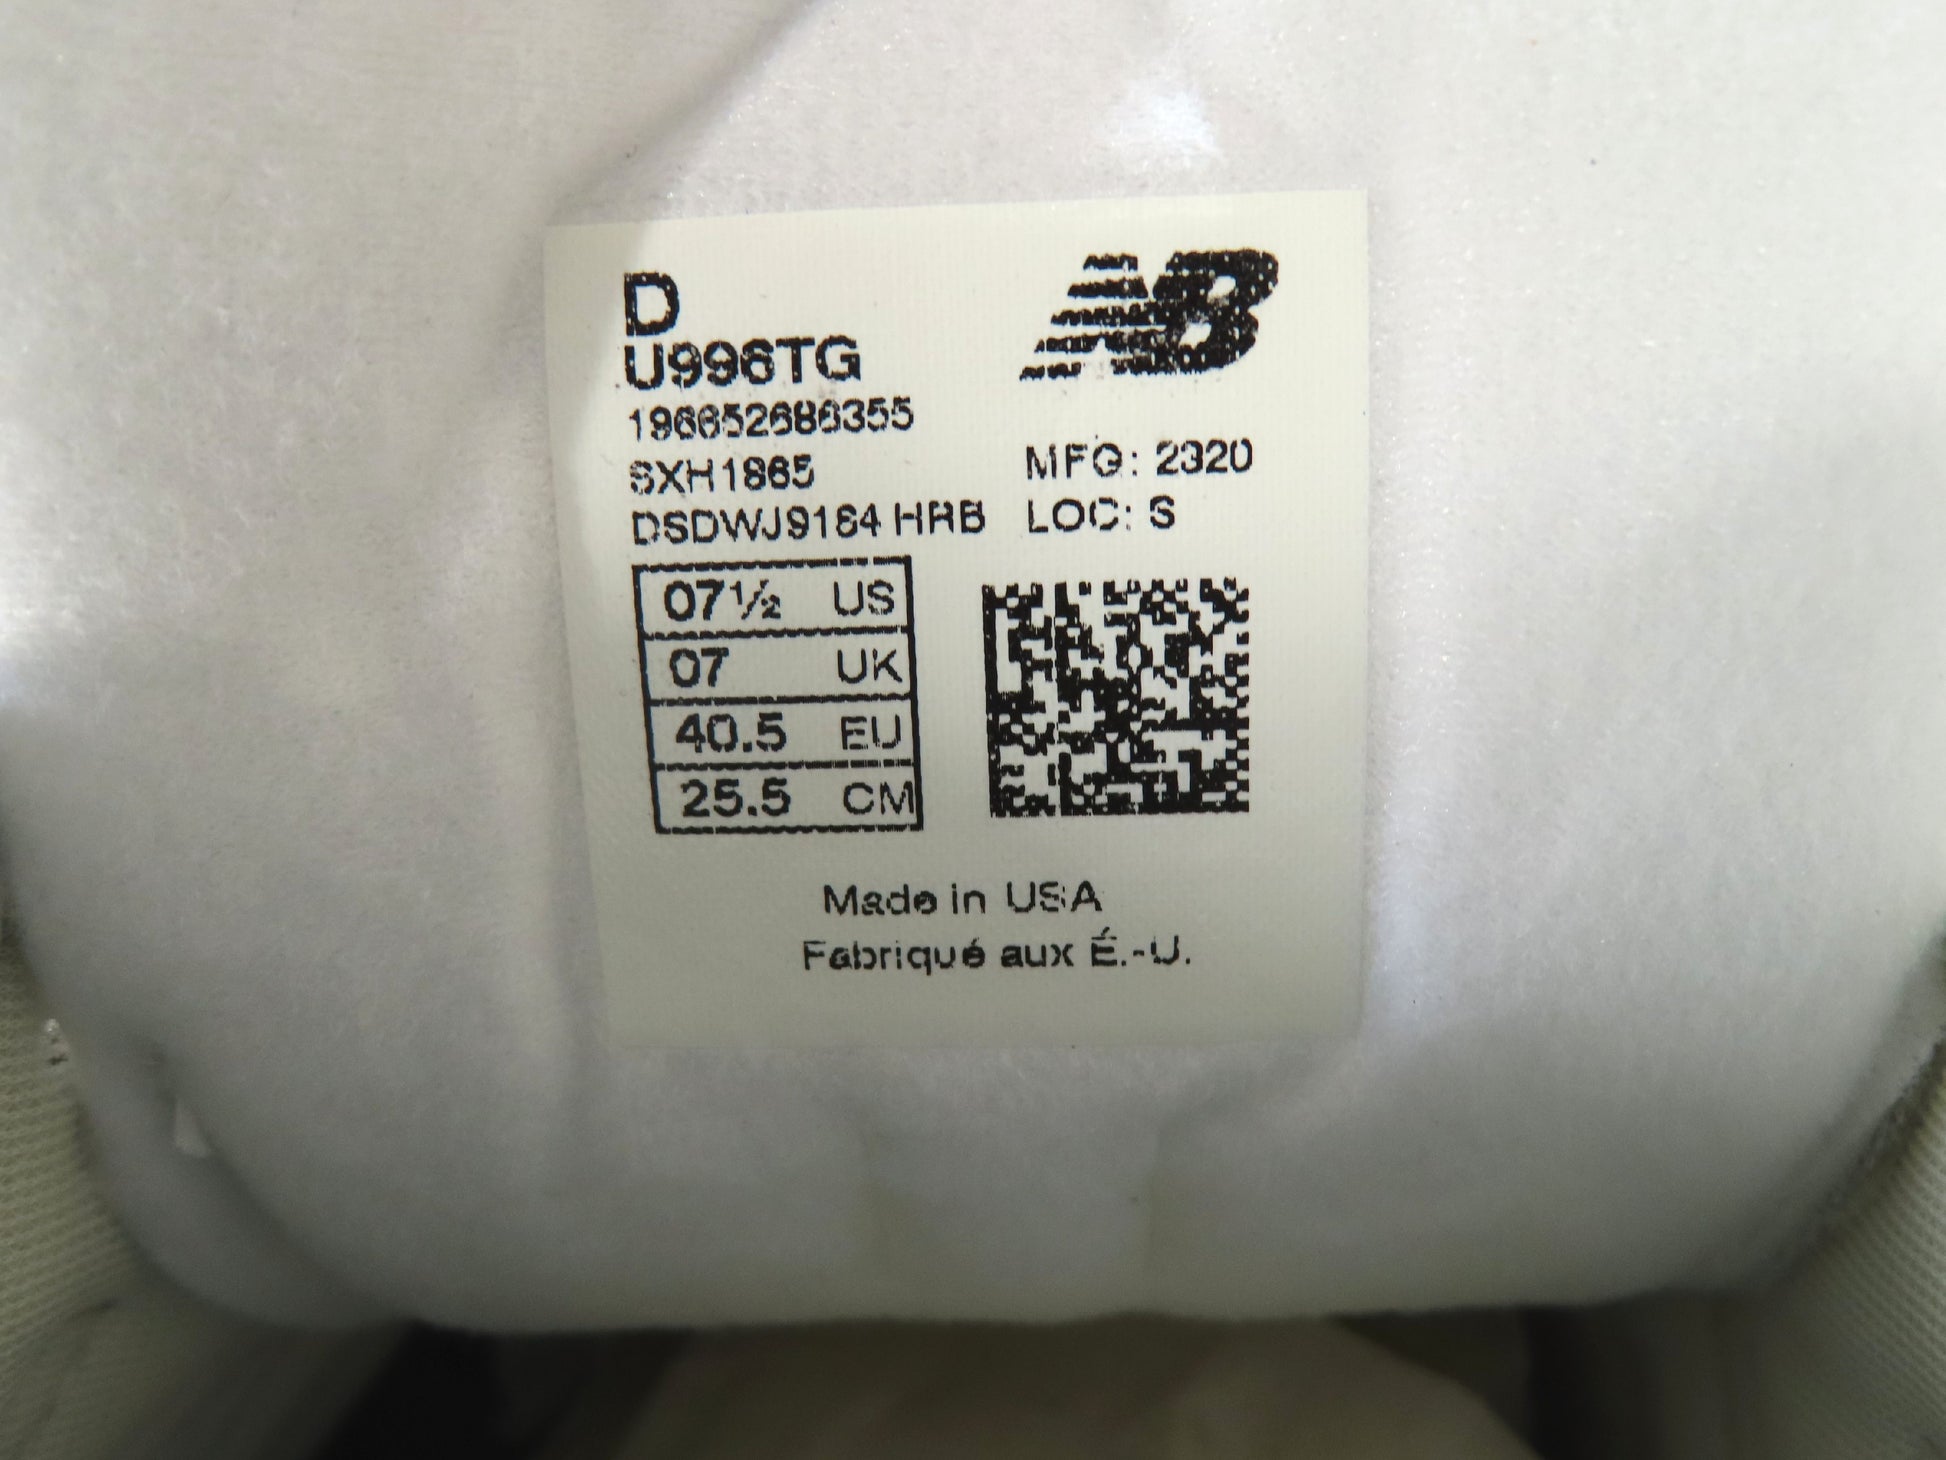 D
NB
U996TG
196652686355
SXH1865
MFG: 2320
DSDWJ9164 HRB
LOC: S
07½ US
07 UK
40.5 EU
25.5 CM
Made in USA
Fabriqué aux É.-U.